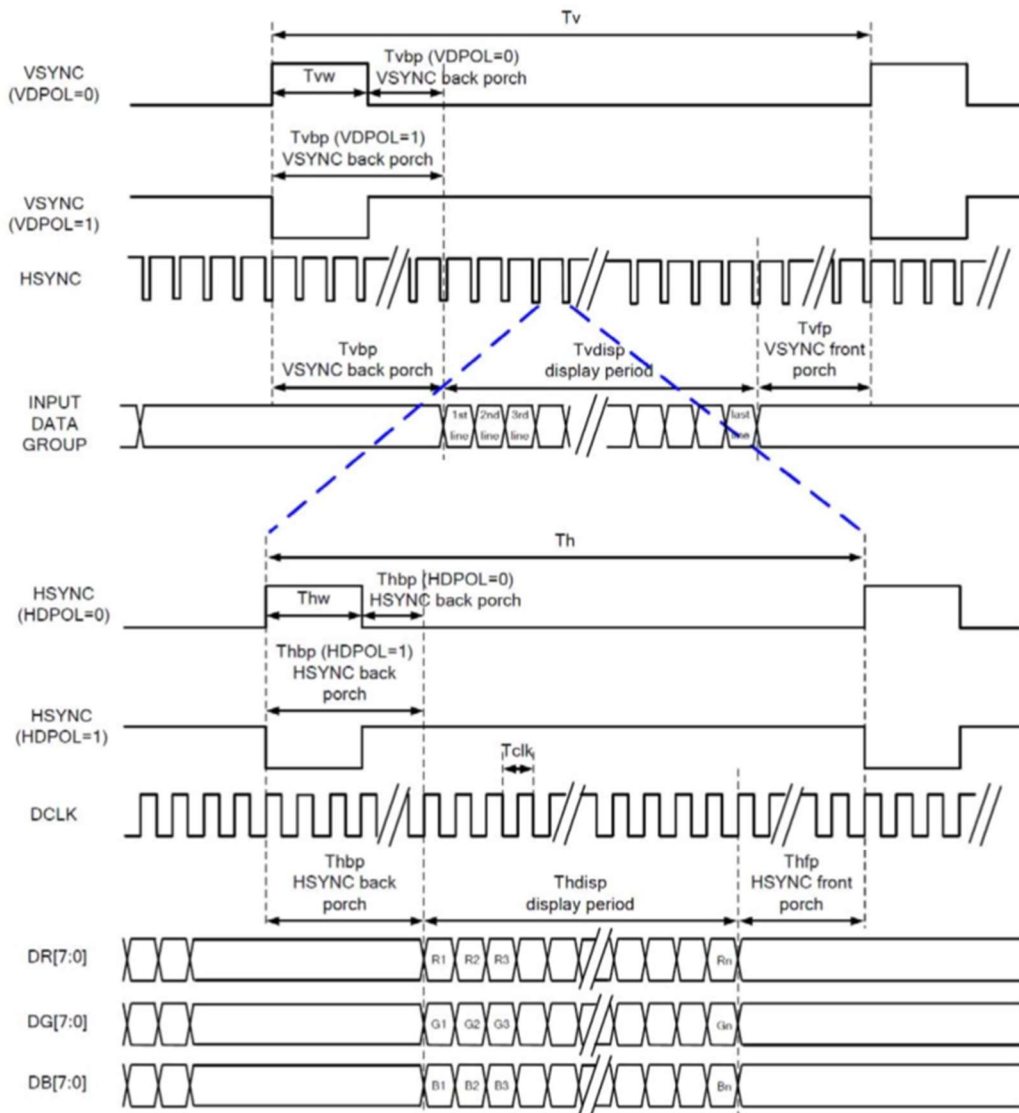 Tv
VSYNC
(VDPOL=0)
Tvw
Tvbp (VDPOL=0)
VSYNC back porch
Tvbp (VDPOL=1)
VSYNC back porch
VSYNC
(VDPOL=1)
HSYNC
Tvbp
VSYNC back porch
Tvdisp
display period
Tvfp
VSYNC front
porch
INPUT
DATA
GROUP
1st
line
2nd
line
3rd
line
last
line
Th
HSYNC
(HDPOL=0)
Thw
Thbp (HDPOL=0)
HSYNC back porch
Thbp (HDPOL=1)
HSYNC back
porch
HSYNC
(HDPOL=1)
Tclk
DCLK
Thbp
HSYNC back
porch
Thdisp
display period
Thfp
HSYNC front
porch
DR[7:0]
R1 R2 R3 Rn
DG[7:0]
G1 G2 G3 Gn
DB[7:0]
B1 B2 B3 Bn